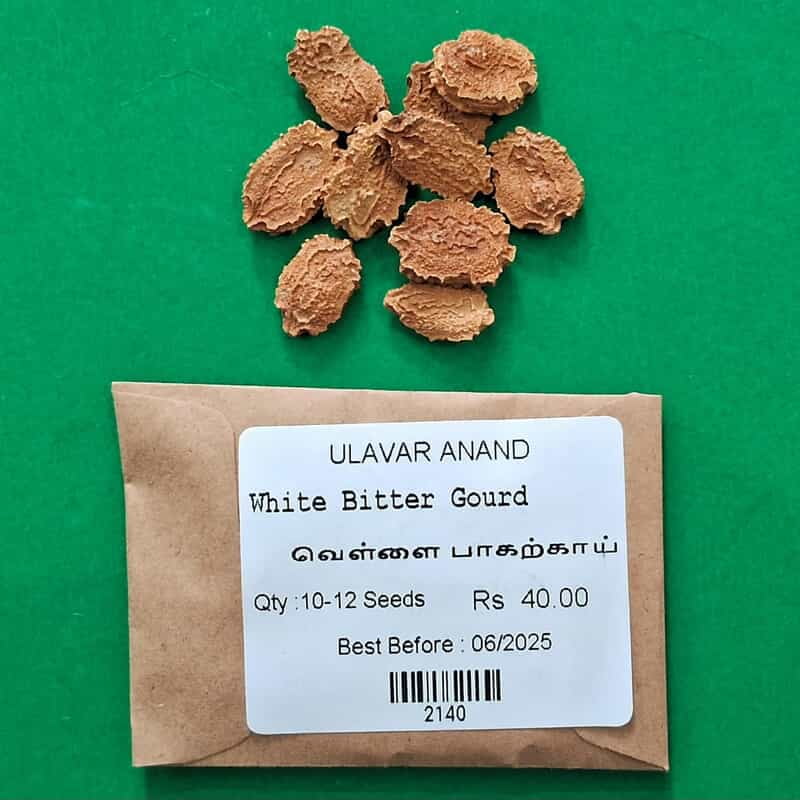 ULAVAR ANAND
White Bitter Gourd
வெள்ளை பாகற்காய்
Qty :10-12 Seeds Rs 40.00
Best Before : 06/2025
2140